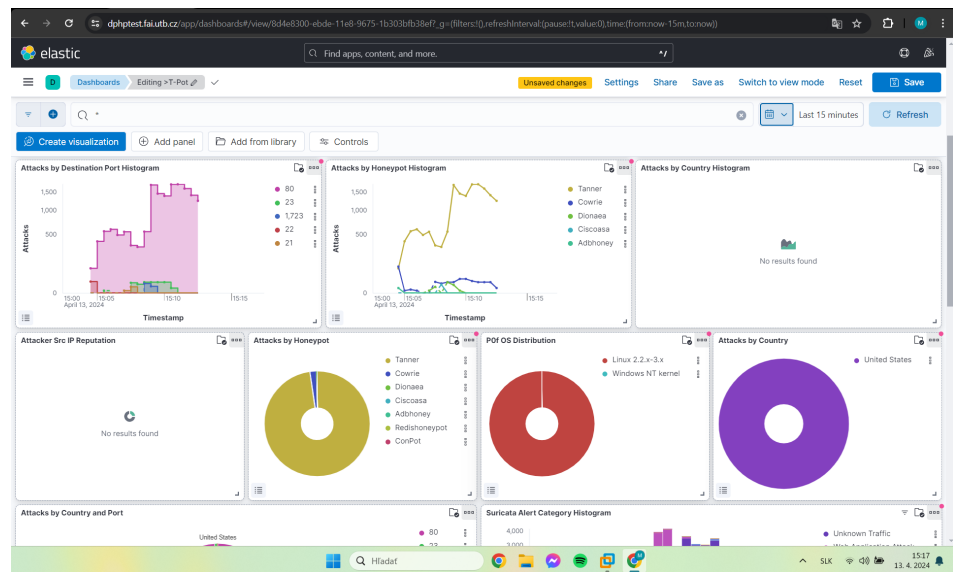 dphptest.fai.utb.cz/app/dashboards#/view/8d4e8300-ebde-11e8-9675-1b303bfb38ef?_g=(filters:!(),refreshInterval:(pause:!t,value:0),time:(from:now-15m,to:now))
M
elastic
Find apps, content, and more.
^/
D
Dashboards
Editing >T-Pot
Unsaved changes
Settings
Share
Save as
Switch to view mode
Reset
Save
*
Last 15 minutes
Refresh
Create visualization
Add panel
Add from library
Controls
Attacks by Destination Port Histogram
Attacks
1,500
1,000
500
0
15:00
15:05
15:10
15:15
April 13, 2024
Timestamp
80
23
1,723
22
21
Attacks by Honeypot Histogram
Attacks
1,500
1,000
500
0
15:00
15:05
15:10
15:15
April 13, 2024
Timestamp
Tanner
Cowrie
Dionaea
Ciscoasa
Adbhoney
Attacks by Country Histogram
No results found
Attacker Src IP Reputation
No results found
Attacks by Honeypot
Tanner
Cowrie
Dionaea
Ciscoasa
Adbhoney
Redishoneypot
ConPot
P0f OS Distribution
Linux 2.2.x-3.x
Windows NT kernel
Attacks by Country
United States
Attacks by Country and Port
United States
80
23
Suricata Alert Category Histogram
4,000
3,000
Unknown Traffic
Web Application Attack
Hľadať
M
SLK
15:17
13. 4. 2024